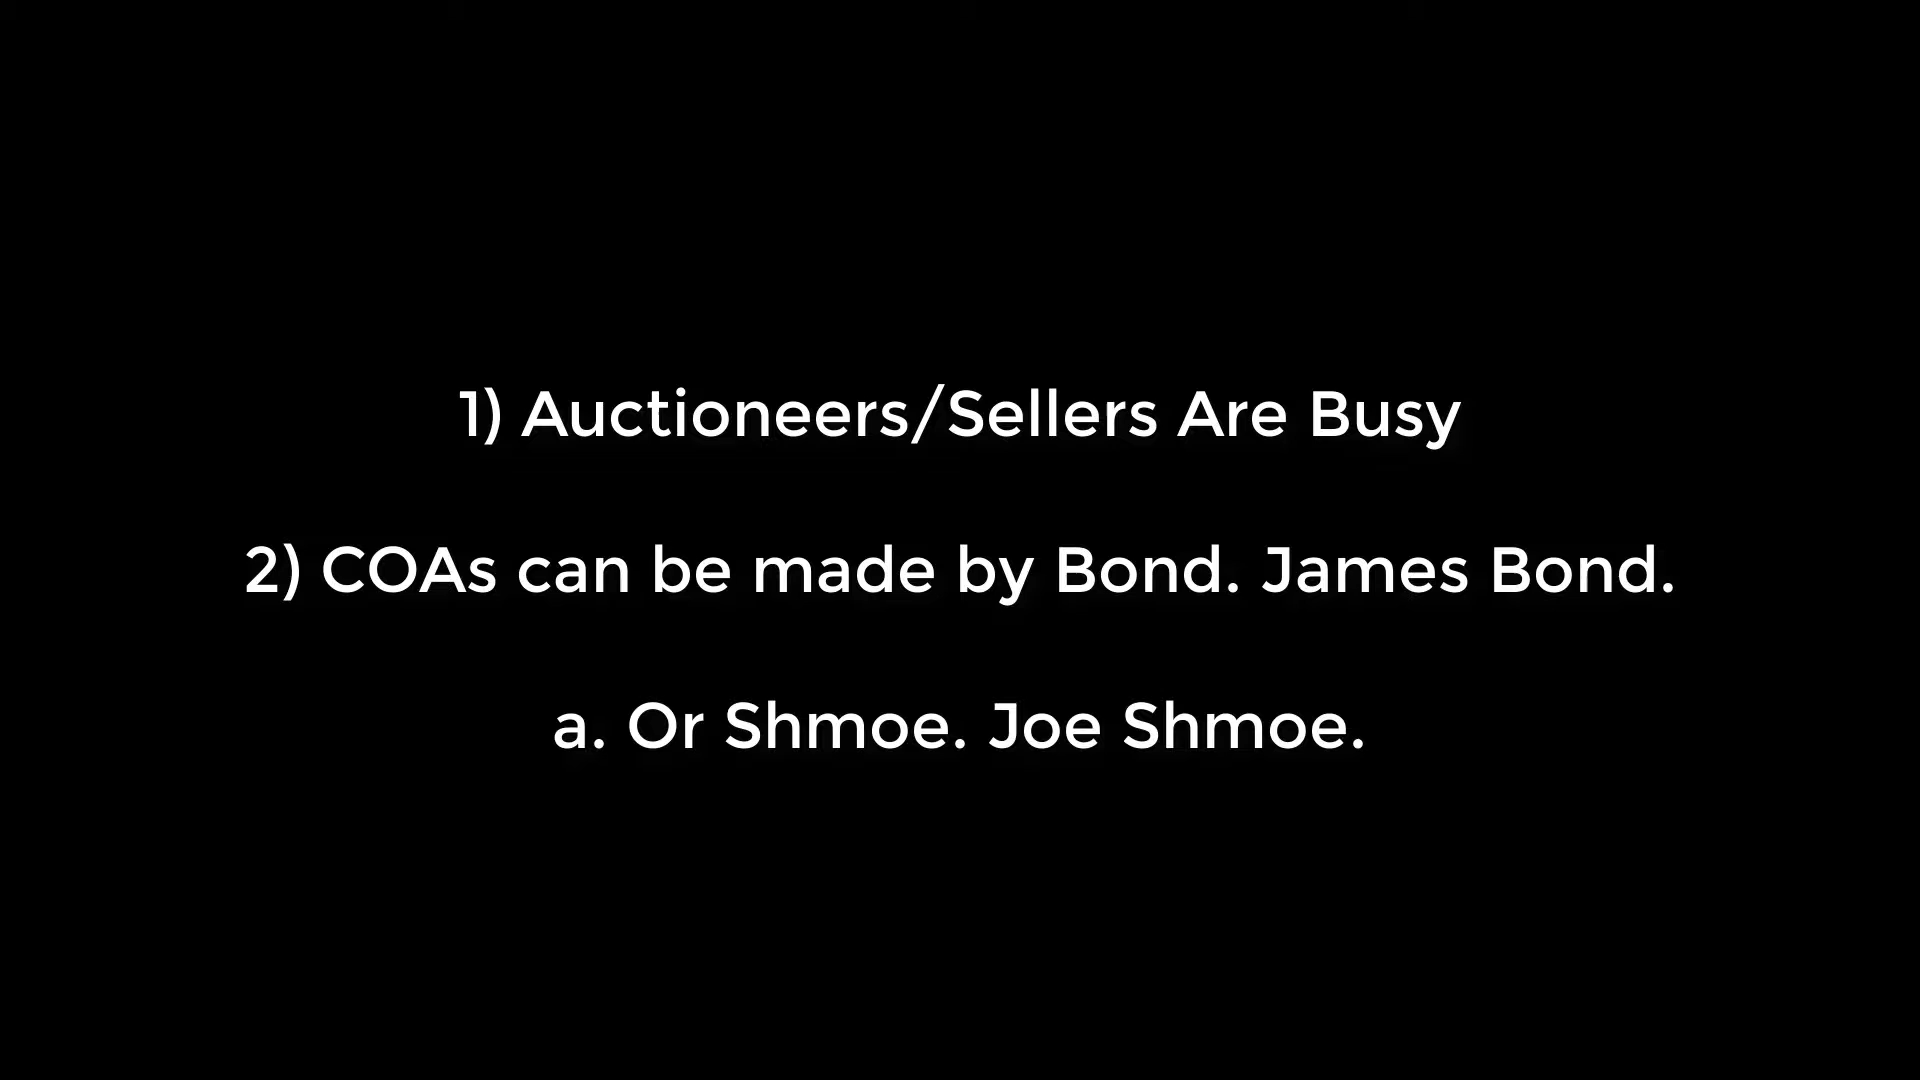 1) Auctioneers/Sellers Are Busy
2) COAs can be made by Bond. James Bond.
a. Or Shmoe. Joe Shmoe.